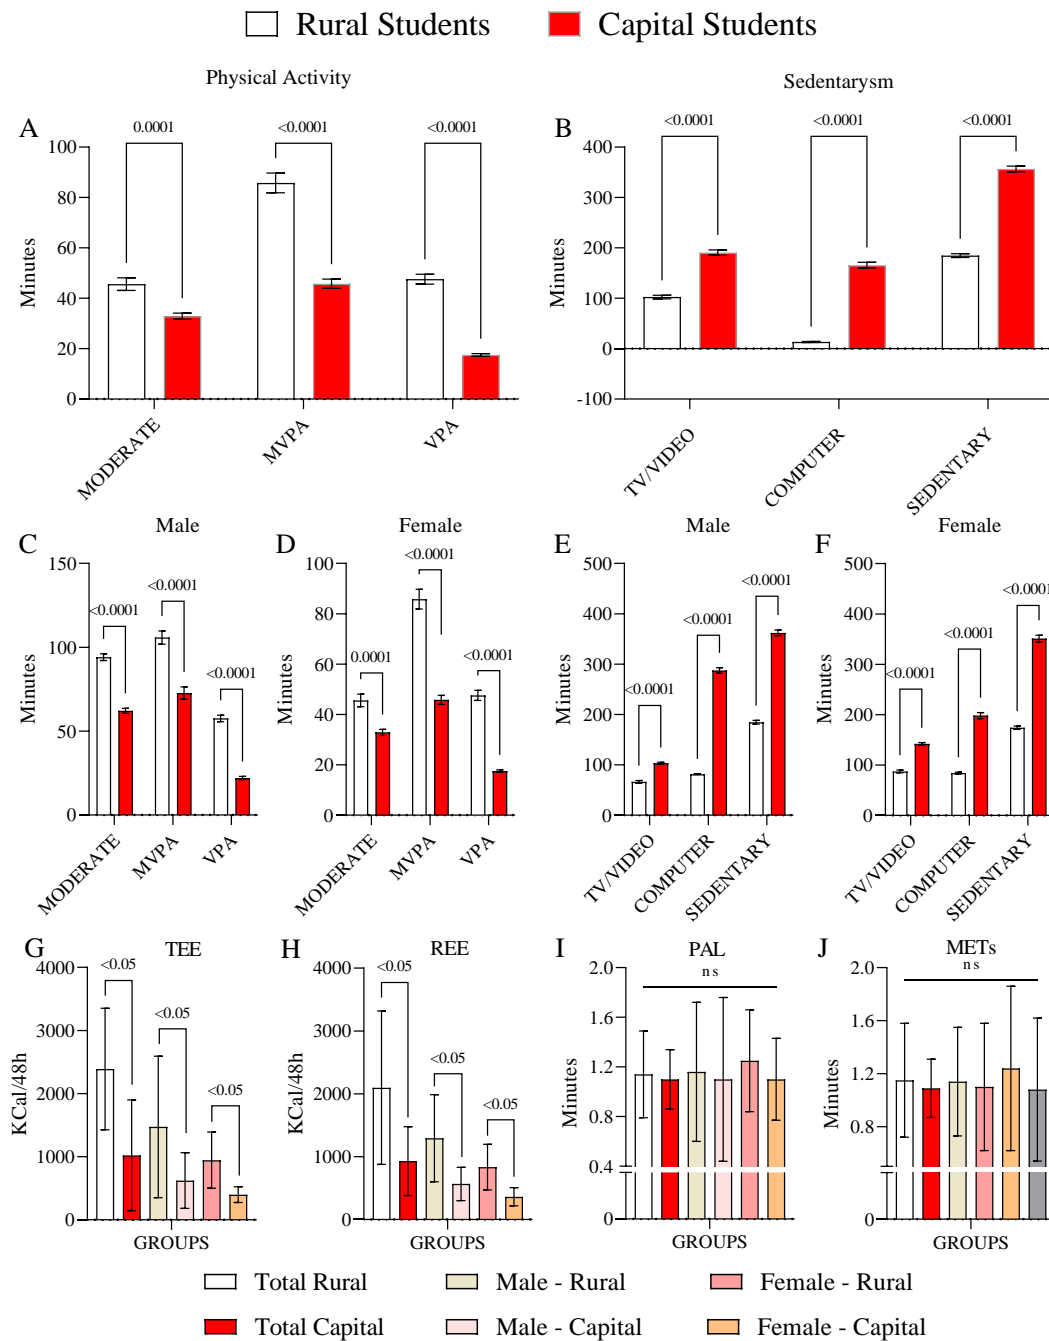 Rural Students
Capital Students
Physical Activity
Sedentarysm
A
0.0001
<0.0001
<0.0001
100
80
60
40
20
0
Minutes
MODERATE
MVPA
VPA
B
<0.0001
<0.0001
<0.0001
400
300
200
100
0
-100
Minutes
TV/VIDEO
COMPUTER
SEDENTARY
C
Male
<0.0001
<0.0001
<0.0001
150
100
50
0
Minutes
MODERATE
MVPA
VPA
D
Female
0.0001
<0.0001
<0.0001
100
80
60
40
20
0
Minutes
MODERATE
MVPA
VPA
E
Male
<0.0001
<0.0001
<0.0001
500
400
300
200
100
0
Minutes
TV/VIDEO
COMPUTER
SEDENTARY
F
Female
<0.0001
<0.0001
<0.0001
500
400
300
200
100
0
Minutes
TV/VIDEO
COMPUTER
SEDENTARY
G
TEE
<0.05
<0.05
<0.05
4000
3000
2000
1000
0
KCal/48h
GROUPS
H
REE
<0.05
<0.05
<0.05
4000
3000
2000
1000
0
KCal/48h
GROUPS
I
PAL
ns
2.0
1.6
1.2
0.8
0.4
0
Minutes
GROUPS
J
METs
ns
2.0
1.6
1.2
0.8
0
Minutes
GROUPS
Total Rural
Male - Rural
Female - Rural
Total Capital
Male - Capital
Female - Capital